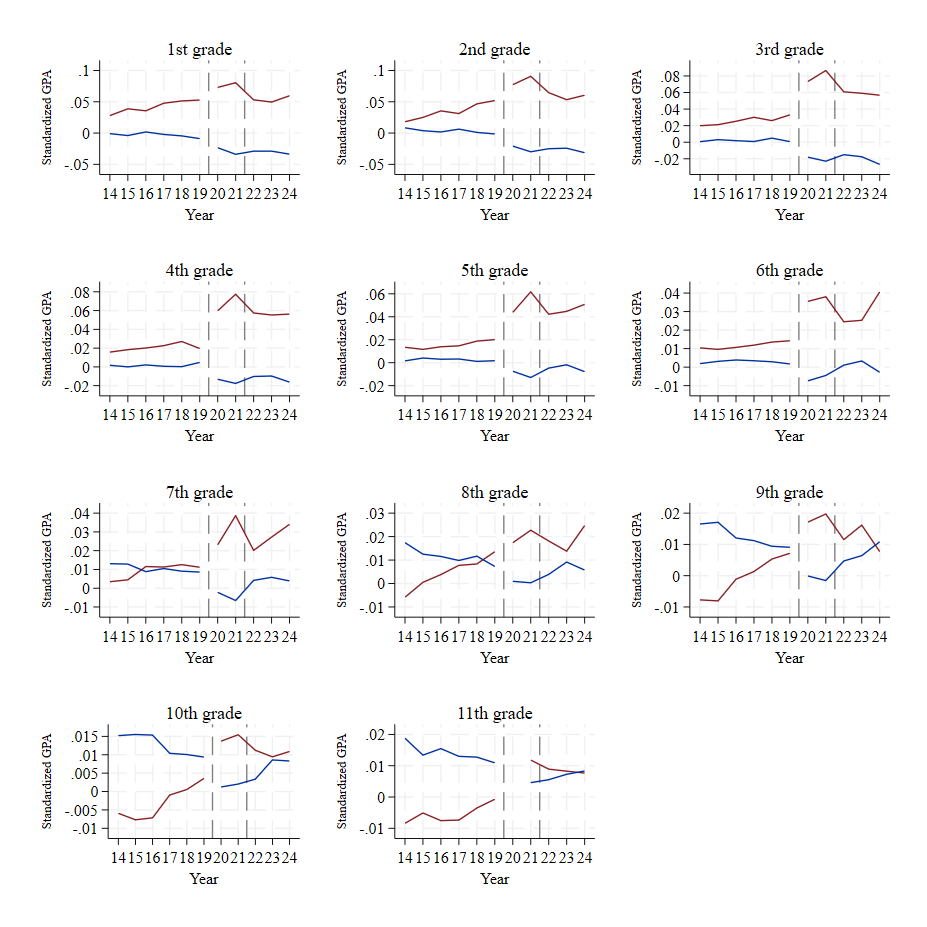 1st grade
Standardized GPA
.1
.05
0
-.05
14 15 16 17 18 19 20 21 22 23 24
Year
2nd grade
Standardized GPA
.1
.05
0
-.05
14 15 16 17 18 19 20 21 22 23 24
Year
3rd grade
Standardized GPA
.08
.06
.04
.02
0
-.02
14 15 16 17 18 19 20 21 22 23 24
Year
4th grade
Standardized GPA
.08
.06
.04
.02
0
-.02
14 15 16 17 18 19 20 21 22 23 24
Year
5th grade
Standardized GPA
.06
.04
.02
0
-.02
14 15 16 17 18 19 20 21 22 23 24
Year
6th grade
Standardized GPA
.04
.03
.02
.01
0
-.01
14 15 16 17 18 19 20 21 22 23 24
Year
7th grade
Standardized GPA
.04
.03
.02
.01
0
-.01
14 15 16 17 18 19 20 21 22 23 24
Year
8th grade
Standardized GPA
.03
.02
.01
0
-.01
14 15 16 17 18 19 20 21 22 23 24
Year
9th grade
Standardized GPA
.02
.01
0
-.01
14 15 16 17 18 19 20 21 22 23 24
Year
10th grade
Standardized GPA
.015
.01
.005
0
-.005
-.01
14 15 16 17 18 19 20 21 22 23 24
Year
11th grade
Standardized GPA
.02
.01
0
-.01
14 15 16 17 18 19 20 21 22 23 24
Year